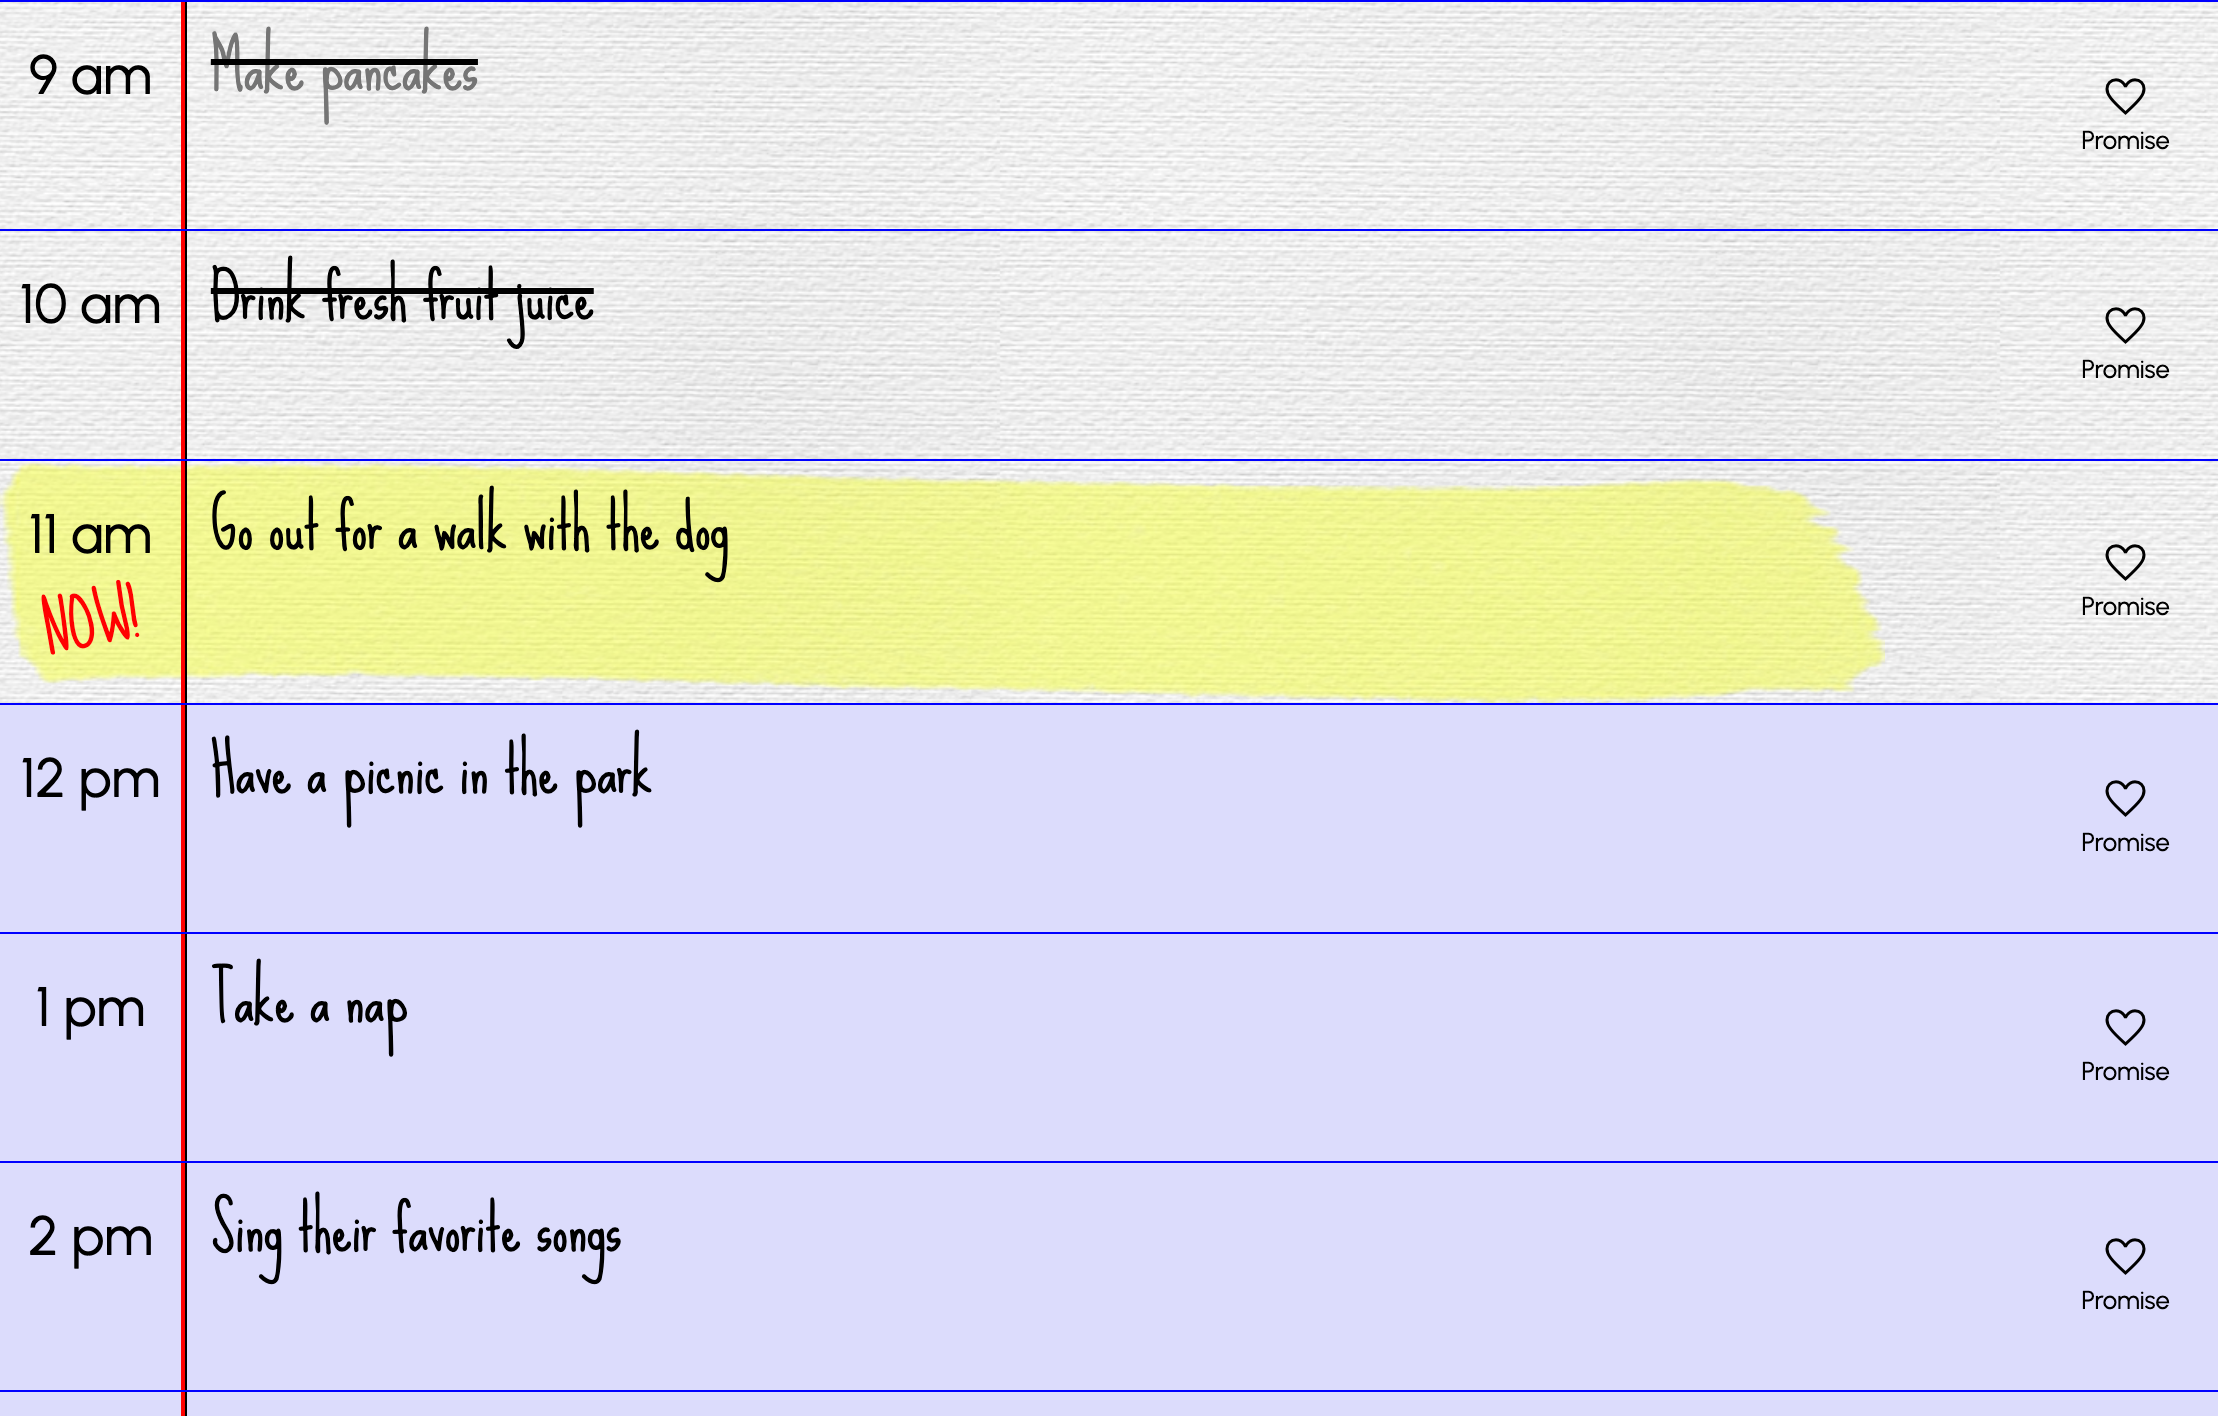 9 am
Make pancakes
Promise
10 am
Drink fresh fruit juice
Promise
11 am
Go out for a walk with the dog
NOW!
Promise
12 pm
Have a picnic in the park
Promise
1 pm
Take a nap
Promise
2 pm
Sing their favorite songs
Promise